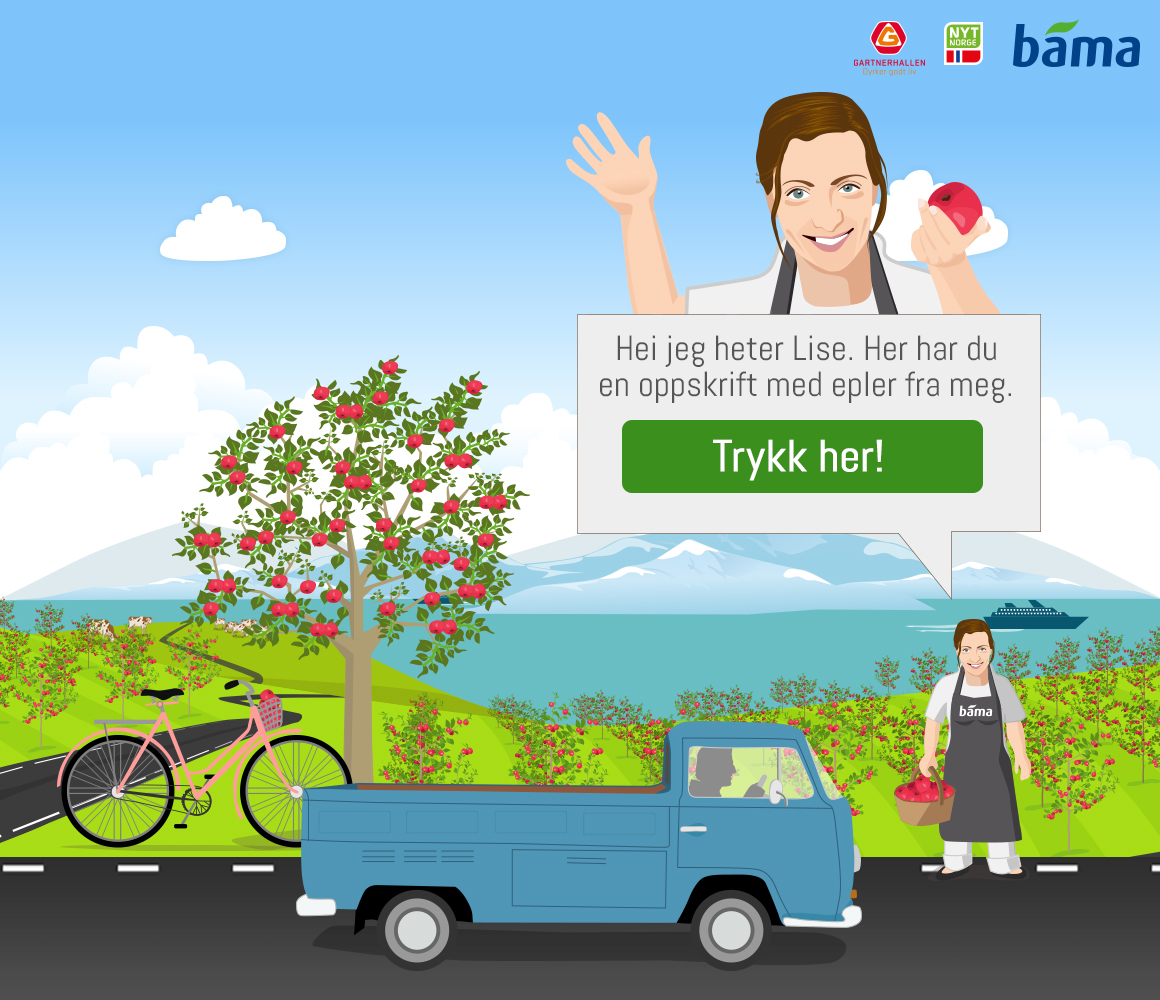 GARTNERHALLEN
Dyrker godt liv
NYT
NORGE
bama
Hei jeg heter Lise. Her har du
en oppskrift med epler fra meg.
Trykk her!
bama